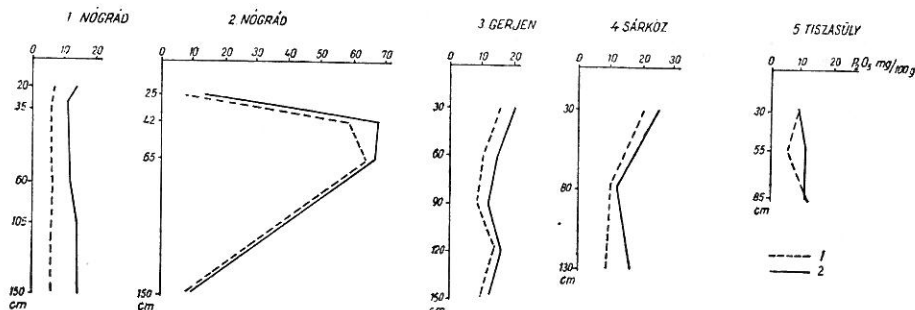 1 NÓGRÁD
0 10 20
20
35
60
105
150
cm
2 NÓGRÁD
0 10 20 30 40 50 60 70
25
42
65
150
cm
3 GERJEN
0 10 20
30
60
90
120
150
cm
4 SÁRKÖZ
0 10 20 30
30
80
130
cm
5 TISZASÜLY
0 10 P₂O₅ mg/100g
30
55
85
cm
1
2